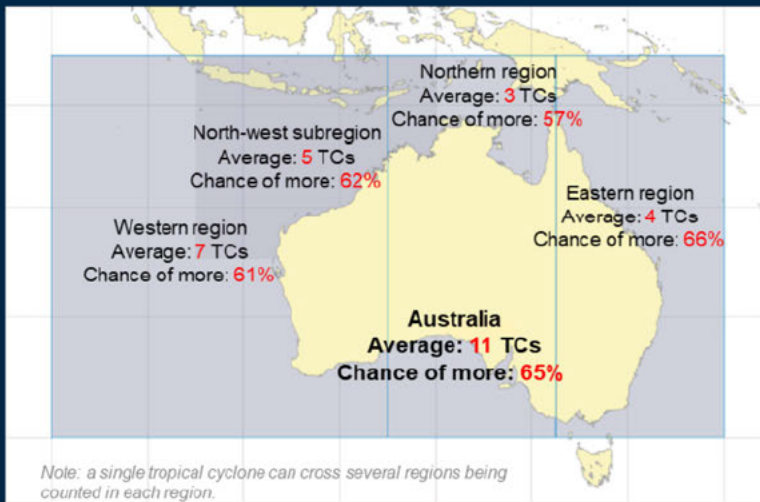 Northern region
Average: 3 TCs
Chance of more: 57%
North-west subregion
Average: 5 TCs
Chance of more: 62%
Eastern region
Average: 4 TCs
Chance of more: 66%
Western region
Average: 7 TCs
Chance of more: 61%
Australia
Average: 11 TCs
Chance of more: 65%
Note: a single tropical cyclone can cross several regions being
counted in each region.